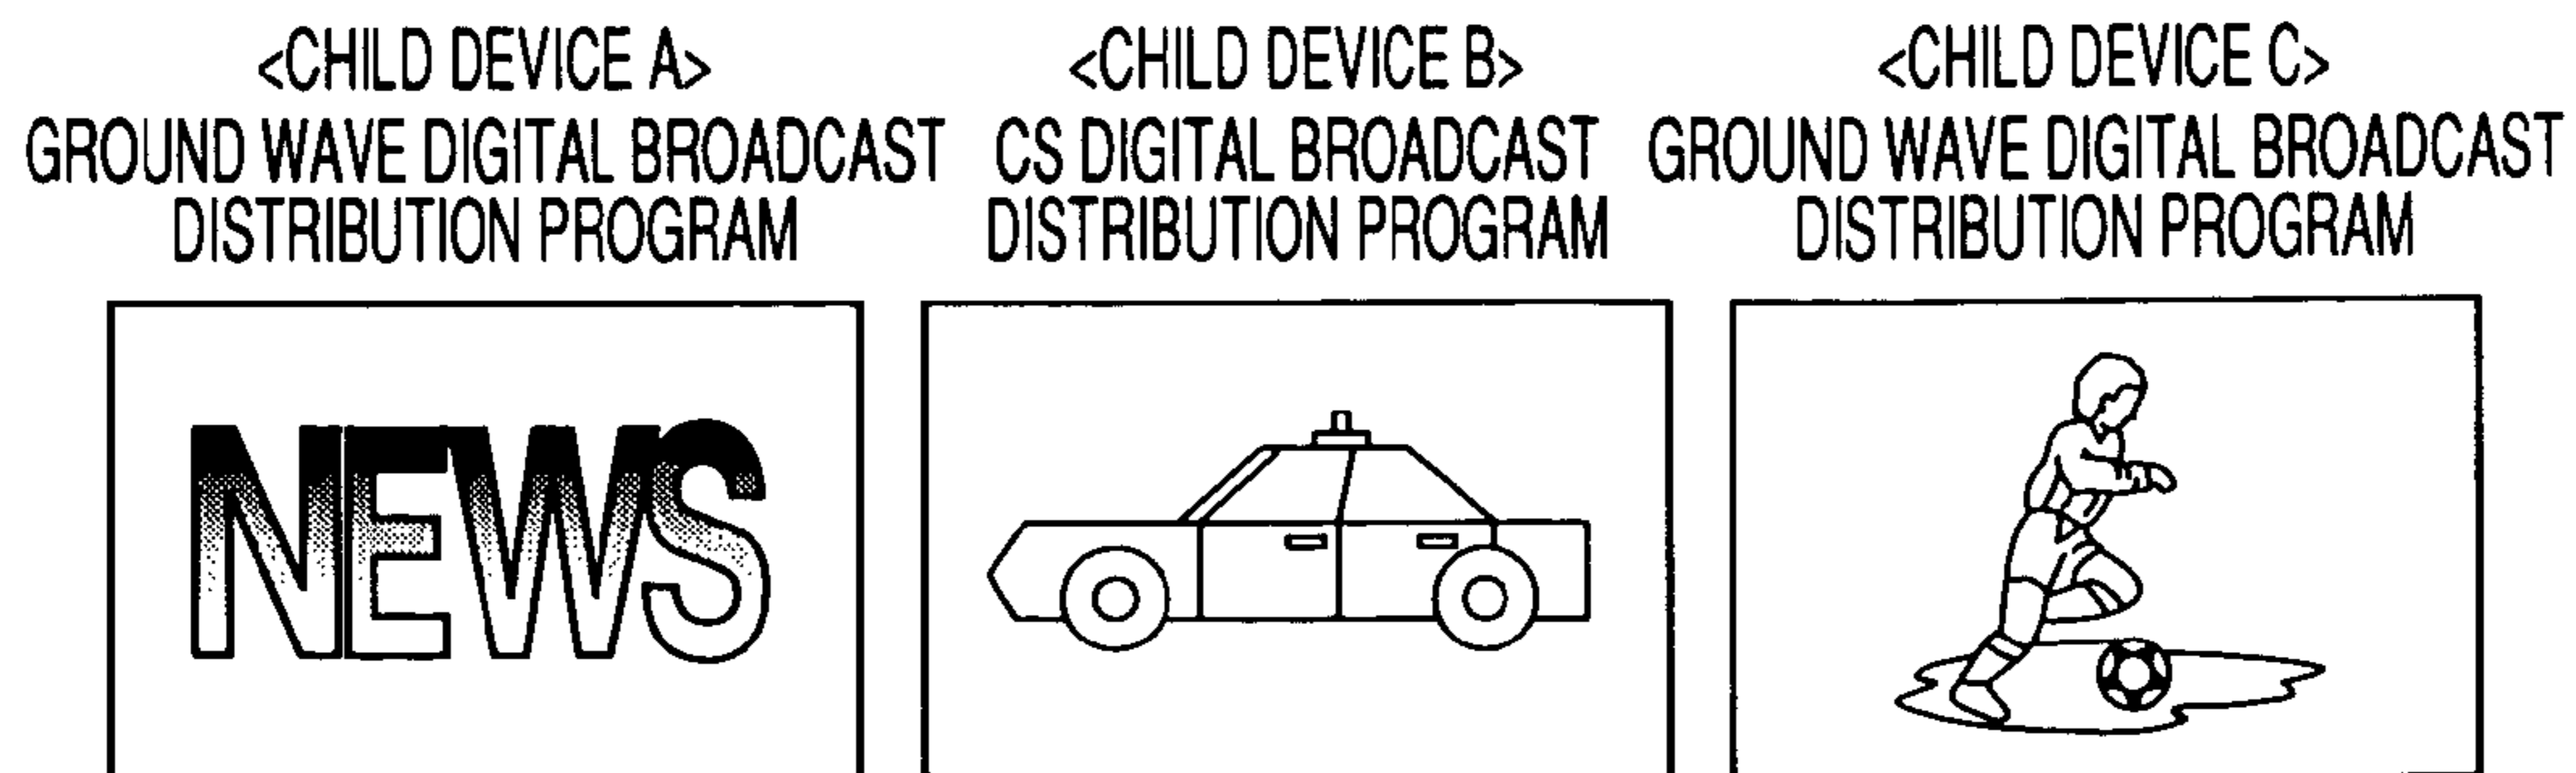 <CHILD DEVICE A>
GROUND WAVE DIGITAL BROADCAST
DISTRIBUTION PROGRAM
NEWS
<CHILD DEVICE B>
CS DIGITAL BROADCAST
DISTRIBUTION PROGRAM
<CHILD DEVICE C>
GROUND WAVE DIGITAL BROADCAST
DISTRIBUTION PROGRAM